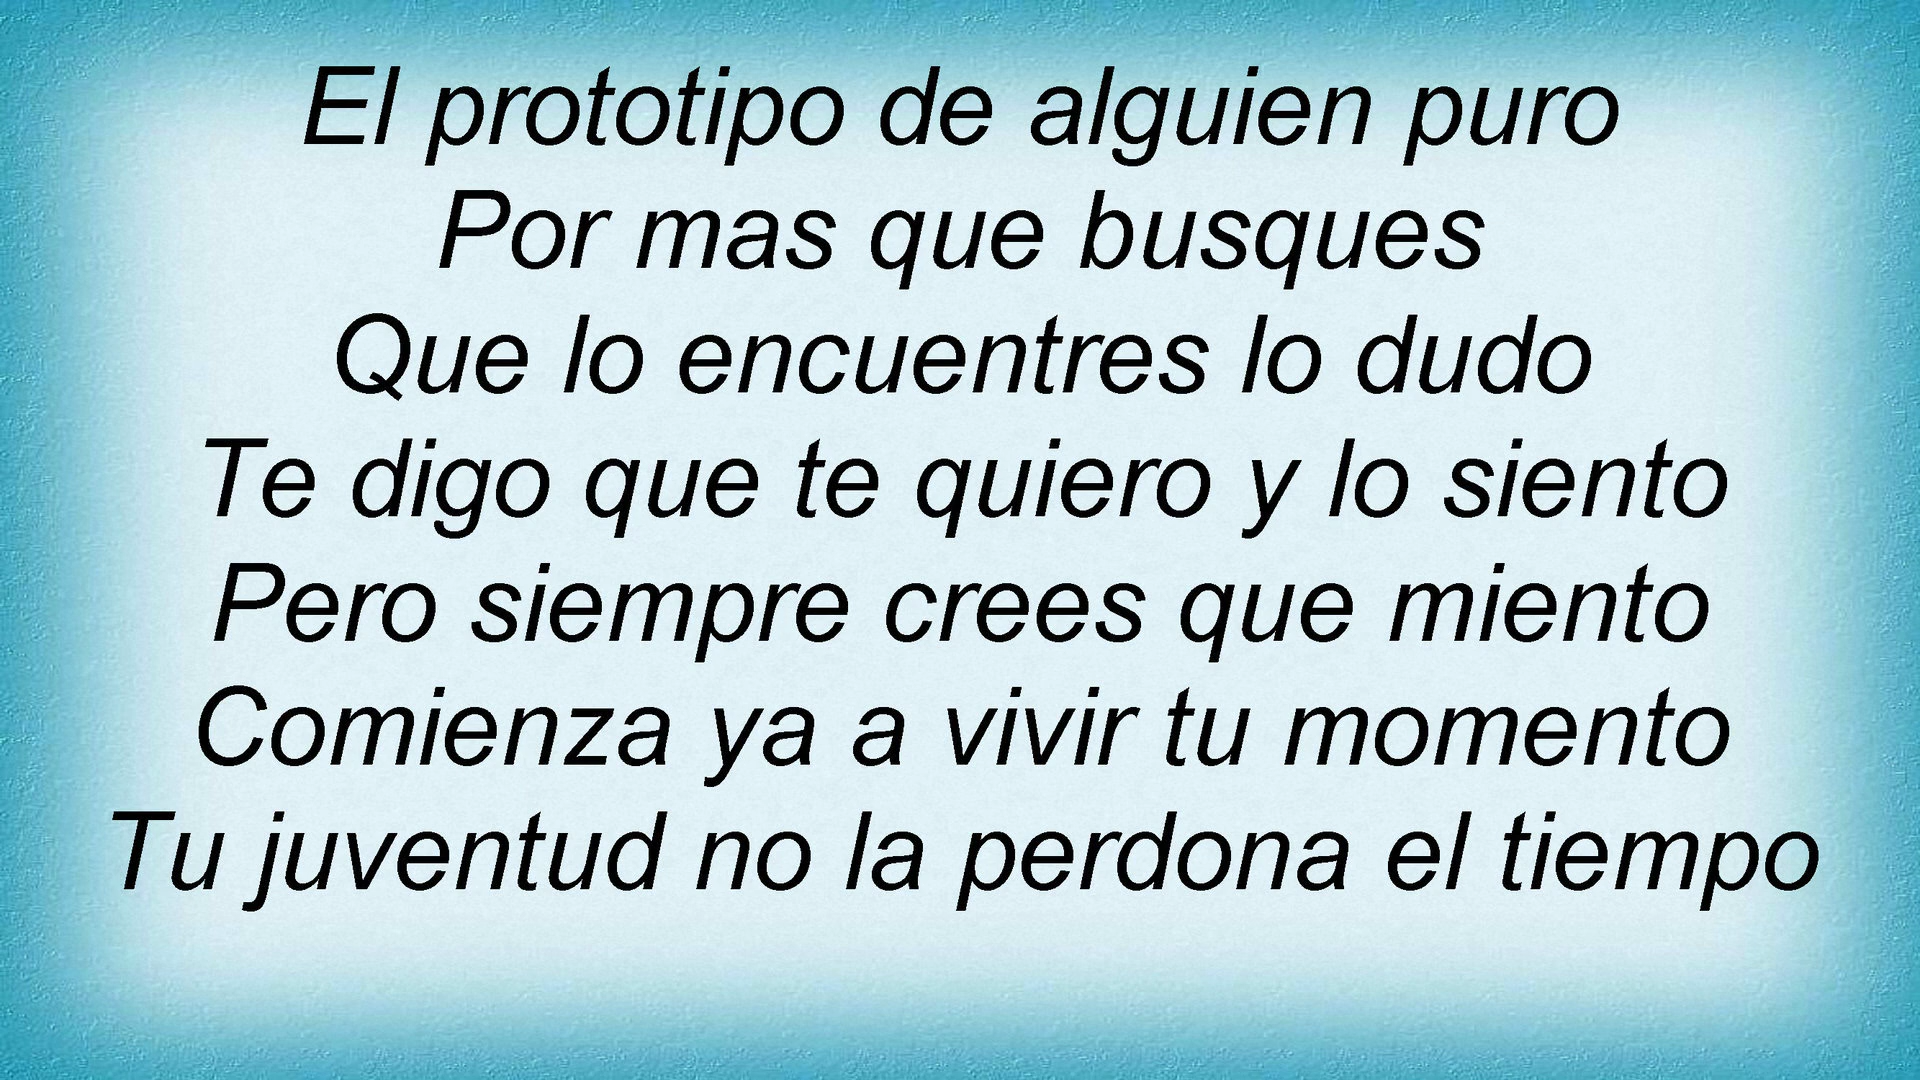 El prototipo de alguien puro
Por mas que busques
Que lo encuentres lo dudo
Te digo que te quiero y lo siento
Pero siempre crees que miento
Comienza ya a vivir tu momento
Tu juventud no la perdona el tiempo